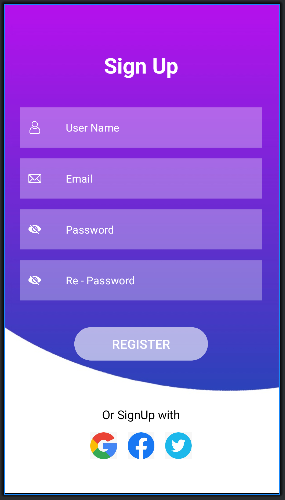 Sign Up
User Name
Email
Password
Re - Password
REGISTER
Or SignUp with